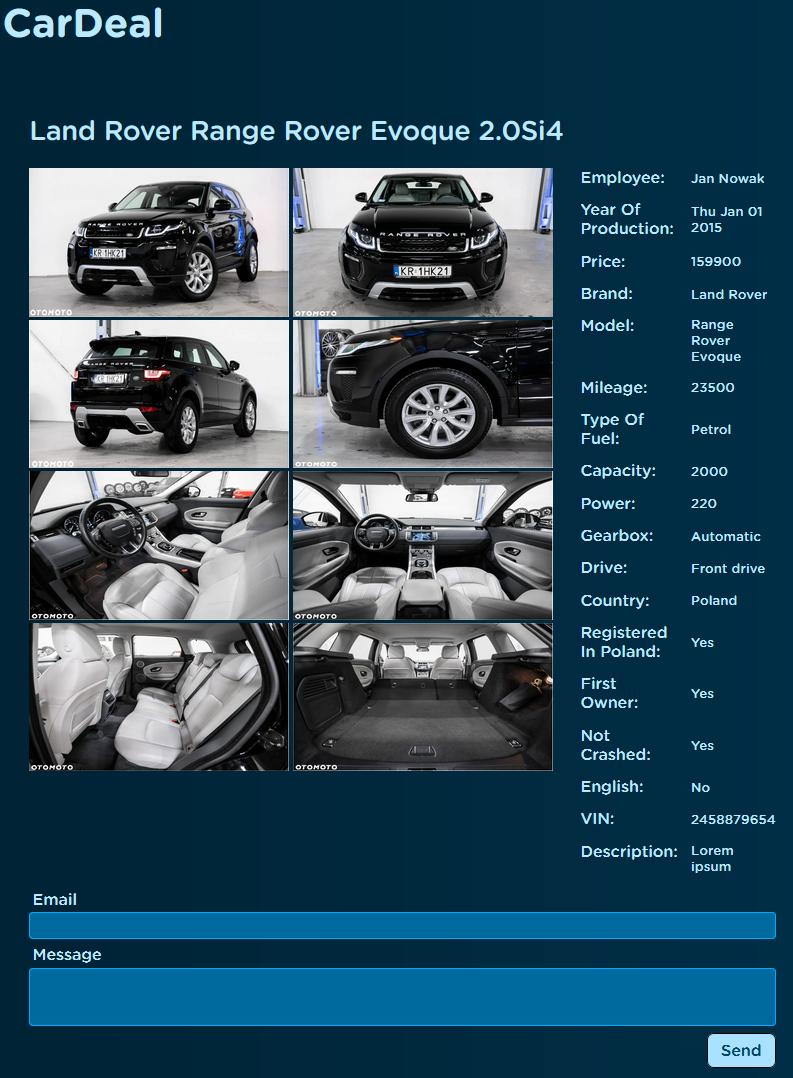 CarDeal
Land Rover Range Rover Evoque 2.0Si4
RANGE ROVER
KR 1HK21
OTOMOTO
RANGE ROVER
KR 1HK21
OTOMOTO
RANGE ROVER
KR 1HK21
OTOMOTO
OTOMOTO
OTOMOTO
OTOMOTO
OTOMOTO
OTOMOTO
Employee: Jan Nowak
Year Of
Production:
Thu Jan 01
2015
Price: 159900
Brand: Land Rover
Model: Range
Rover
Evoque
Mileage: 23500
Type Of
Fuel:
Petrol
Capacity: 2000
Power: 220
Gearbox: Automatic
Drive: Front drive
Country: Poland
Registered
In Poland:
Yes
First
Owner:
Yes
Not
Crashed:
Yes
English: No
VIN: 2458879654
Description: Lorem
ipsum
Email
Message
Send